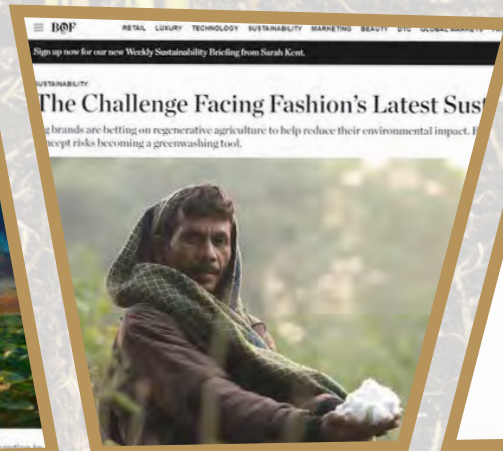 BOF
RETAIL LUXURY TECHNOLOGY SUSTAINABILITY MARKETING BEAUTY DTC GLOBAL MARKETS
Sign up now for our new Weekly Sustainability Briefing from Sarah Kent.
SUSTAINABILITY
The Challenge Facing Fashion's Latest Sust
g brands are betting on regenerative agriculture to help reduce their environmental impact.
ncept risks becoming a greenwashing tool.